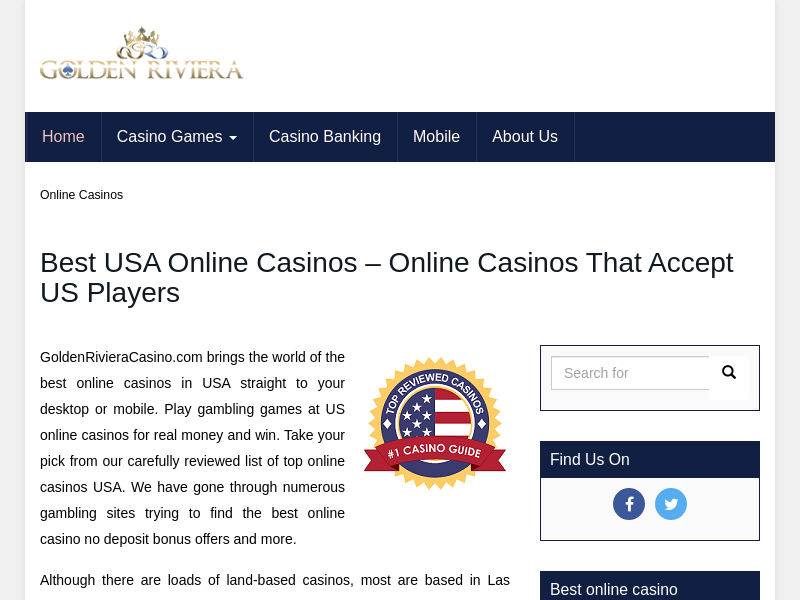 GOLDEN RIVIERA
Home
Casino Games
Casino Banking
Mobile
About Us
Online Casinos
Best USA Online Casinos – Online Casinos That Accept
US Players
GoldenRivieraCasino.com brings the world of the
best online casinos in USA straight to your
desktop or mobile. Play gambling games at US
online casinos for real money and win. Take your
pick from our carefully reviewed list of top online
casinos USA. We have gone through numerous
gambling sites trying to find the best online
casino no deposit bonus offers and more.
TOP REVIEWED CASINOS
#1 CASINO GUIDE
Although there are loads of land-based casinos, most are based in Las
Search for
Find Us On
Best online casino